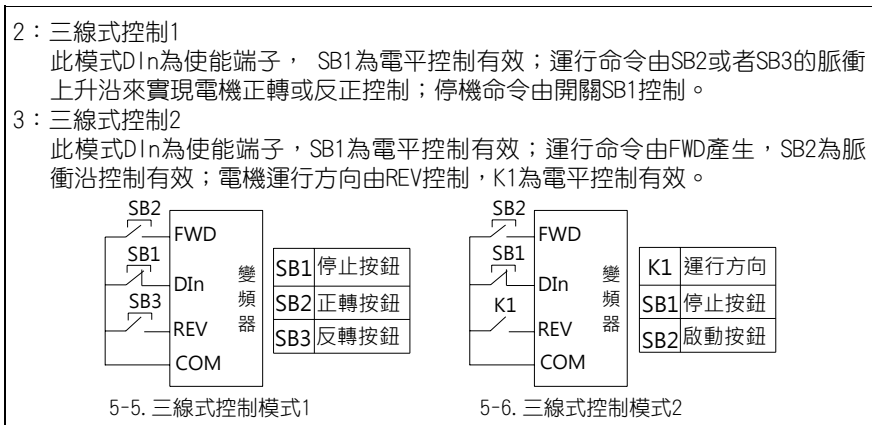 2：三線式控制1
此模式DIn為使能端子， SB1為電平控制有效；運行命令由SB2或者SB3的脈衝
上升沿來實現電機正轉或反正控制；停機命令由開關SB1控制。
3：三線式控制2
此模式DIn為使能端子，SB1為電平控制有效；運行命令由FWD產生，SB2為脈
衝沿控制有效；電機運行方向由REV控制，K1為電平控制有效。
SB2
FWD
SB1
DIn
SB3
REV
COM
變頻器
SB1 停止按鈕
SB2 正轉按鈕
SB3 反轉按鈕
5-5.三線式控制模式1
SB2
FWD
SB1
DIn
K1
REV
COM
變頻器
K1 運行方向
SB1 停止按鈕
SB2 啟動按鈕
5-6.三線式控制模式2